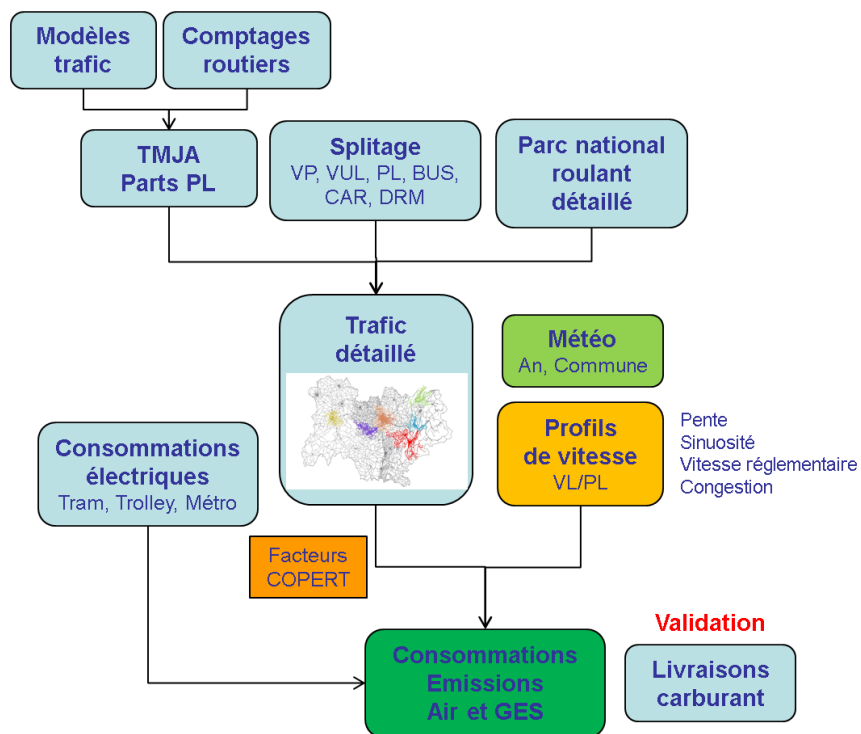 Modèles
trafic
Comptages
routiers
TMJA
Parts PL
Splitage
VP, VUL, PL, BUS,
CAR, DRM
Parc national
roulant
détaillé
Trafic
détaillé
Météo
An, Commune
Consommations
électriques
Tram, Trolley, Métro
Profils
de vitesse
VL/PL
Pente
Sinuosité
Vitesse réglementaire
Congestion
Facteurs
COPERT
Consommations
Emissions
Air et GES
Validation
Livraisons
carburant